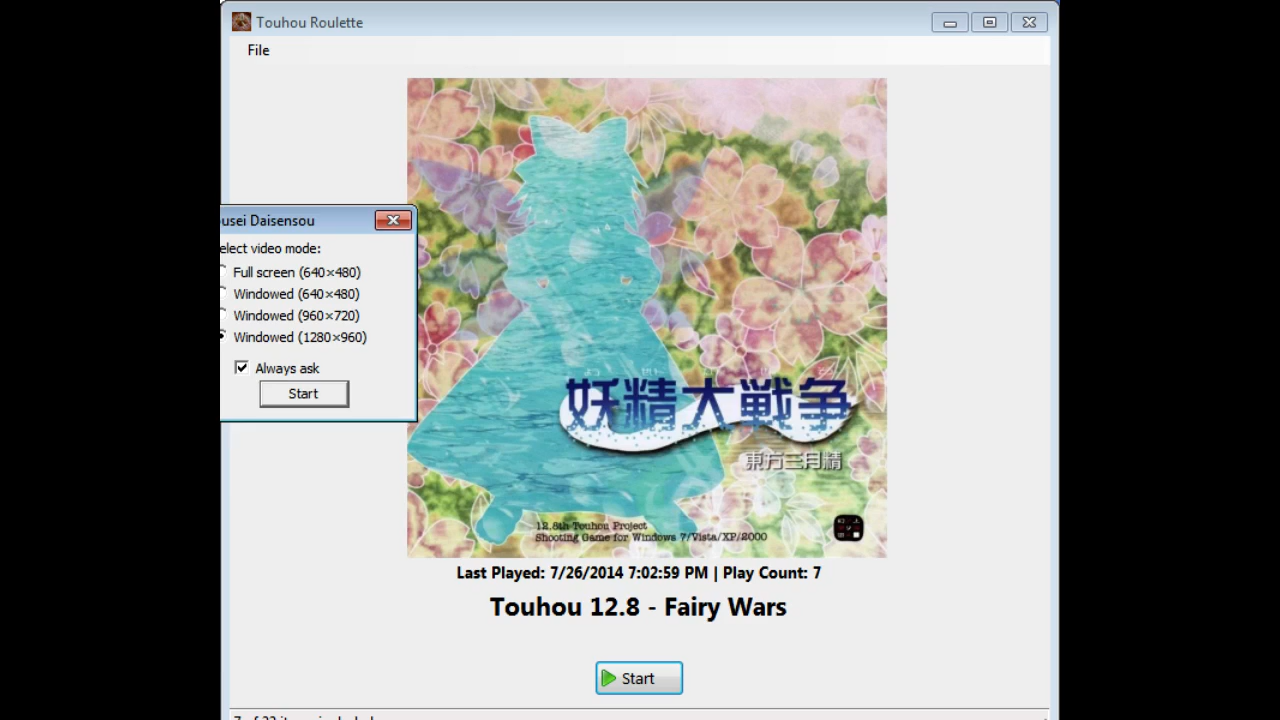 Touhou Roulette
File
usei Daisensou
elect video mode:
Full screen (640×480)
Windowed (640×480)
Windowed (960×720)
Windowed (1280×960)
Always ask
Start
妖精大戦争
東方三月精
12.8th Touhou Project
Shooting Game for Windows 7/Vista/XP/2000
Last Played: 7/26/2014 7:02:59 PM | Play Count: 7
Touhou 12.8 - Fairy Wars
Start